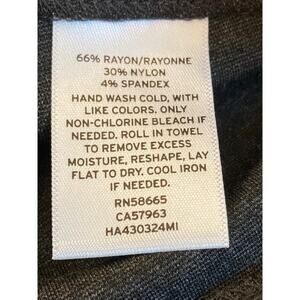 66% RAYON/RAYONNE
30% NYLON
4% SPANDEX
HAND WASH COLD, WITH
LIKE COLORS. ONLY
NON-CHLORINE BLEACH IF
NEEDED. ROLL IN TOWEL
TO REMOVE EXCESS
MOISTURE, RESHAPE, LAY
FLAT TO DRY. COOL IRON
IF NEEDED.
RN58665
CA57963
HA430324MI